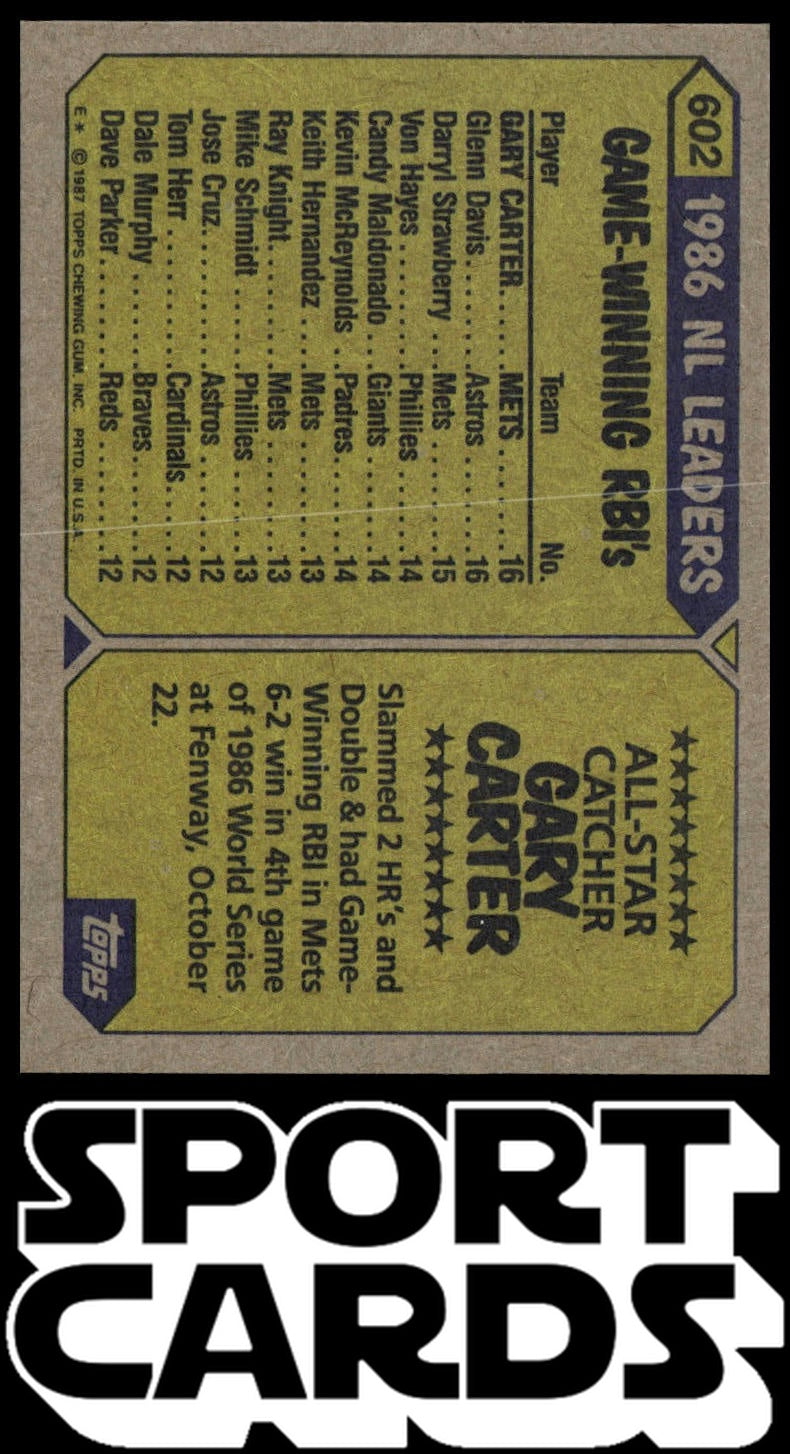 602 1986 NL LEADERS
GAME-WINNING RBI's
Player Team No.
GARY CARTER......METS.......16
Glenn Davis.......Astros.......16
Darryl Strawberry ...Mets.......15
Von Hayes.........Phillies......14
Candy Maldonado ...Giants.......14
Kevin McReynolds ..Padres......14
Keith Hernandez ....Mets.......13
Ray Knight.........Mets.......13
Mike Schmidt ......Phillies......13
Jose Cruz..........Astros.......12
Tom Herr ..........Cardinals....12
Dale Murphy .......Braves......12
Dave Parker........Reds .......12
E* ©1987 TOPPS CHEWING GUM, INC. PRTD. IN U.S.A.
★★★★★★★★★
ALL-STAR
CATCHER
GARY
CARTER
★★★★★★★★★
Slammed 2 HR's and
Double & had Game-
Winning RBI in Mets
6-2 win in 4th game
of 1986 World Series
at Fenway, October
22.
topps
SPORT
CARDS